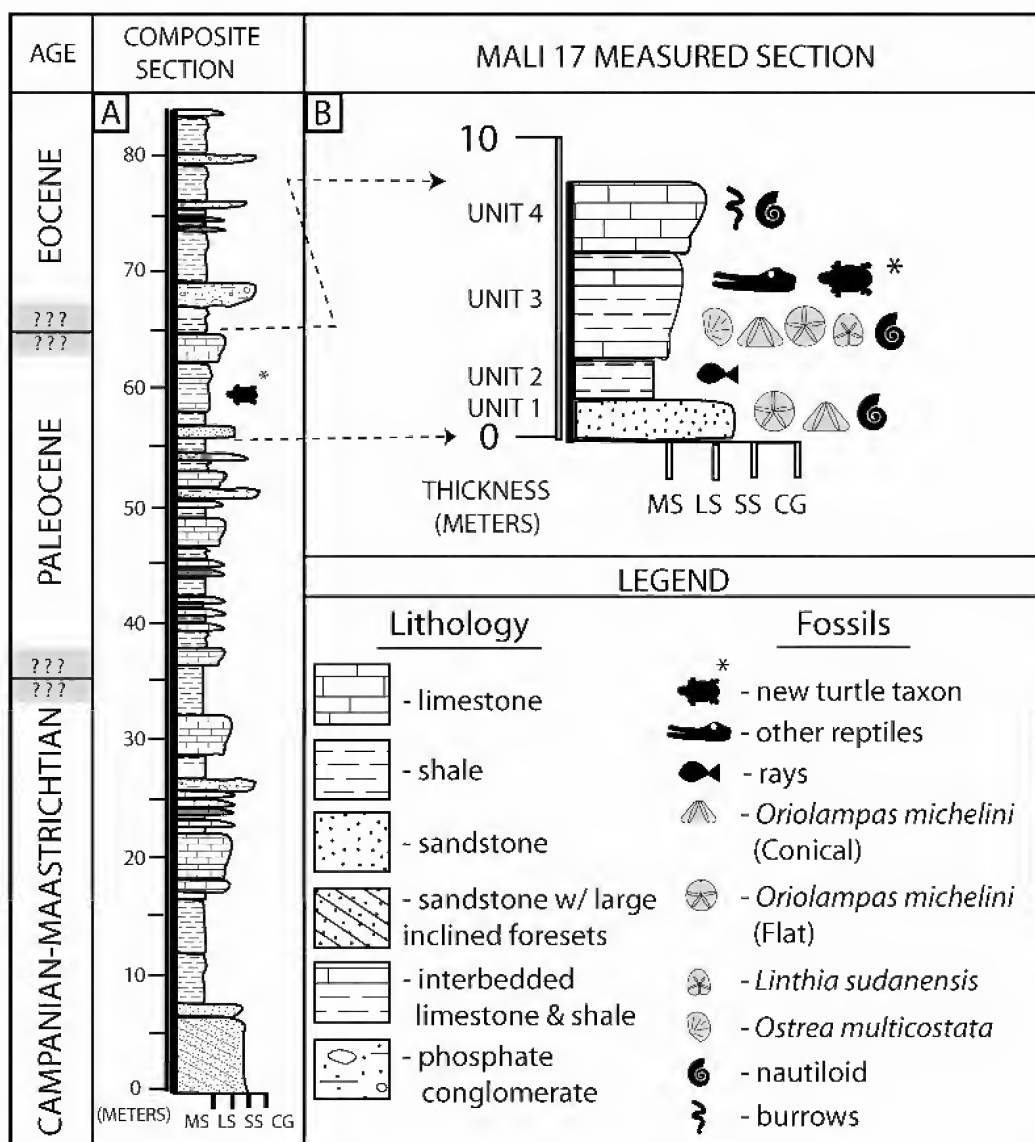 AGE
COMPOSITE
SECTION
MALI 17 MEASURED SECTION
EOCENE
???
???
PALEOCENE
???
???
CAMPANIAN-MAASTRICHTIAN
A
80
70
60
*
50
40
30
20
10
0
(METERS)
MS LS SS CG
B
10
UNIT 4
UNIT 3
*
UNIT 2
UNIT 1
0
THICKNESS
(METERS)
MS LS SS CG
LEGEND
Lithology
- limestone
- shale
- sandstone
- sandstone w/ large
inclined foresets
- interbedded
limestone & shale
- phosphate
conglomerate
Fossils
*
- new turtle taxon
- other reptiles
- rays
- Oriolampas michelini
(Conical)
- Oriolampas michelini
(Flat)
- Linthia sudanensis
- Ostrea multicostata
- nautiloid
- burrows